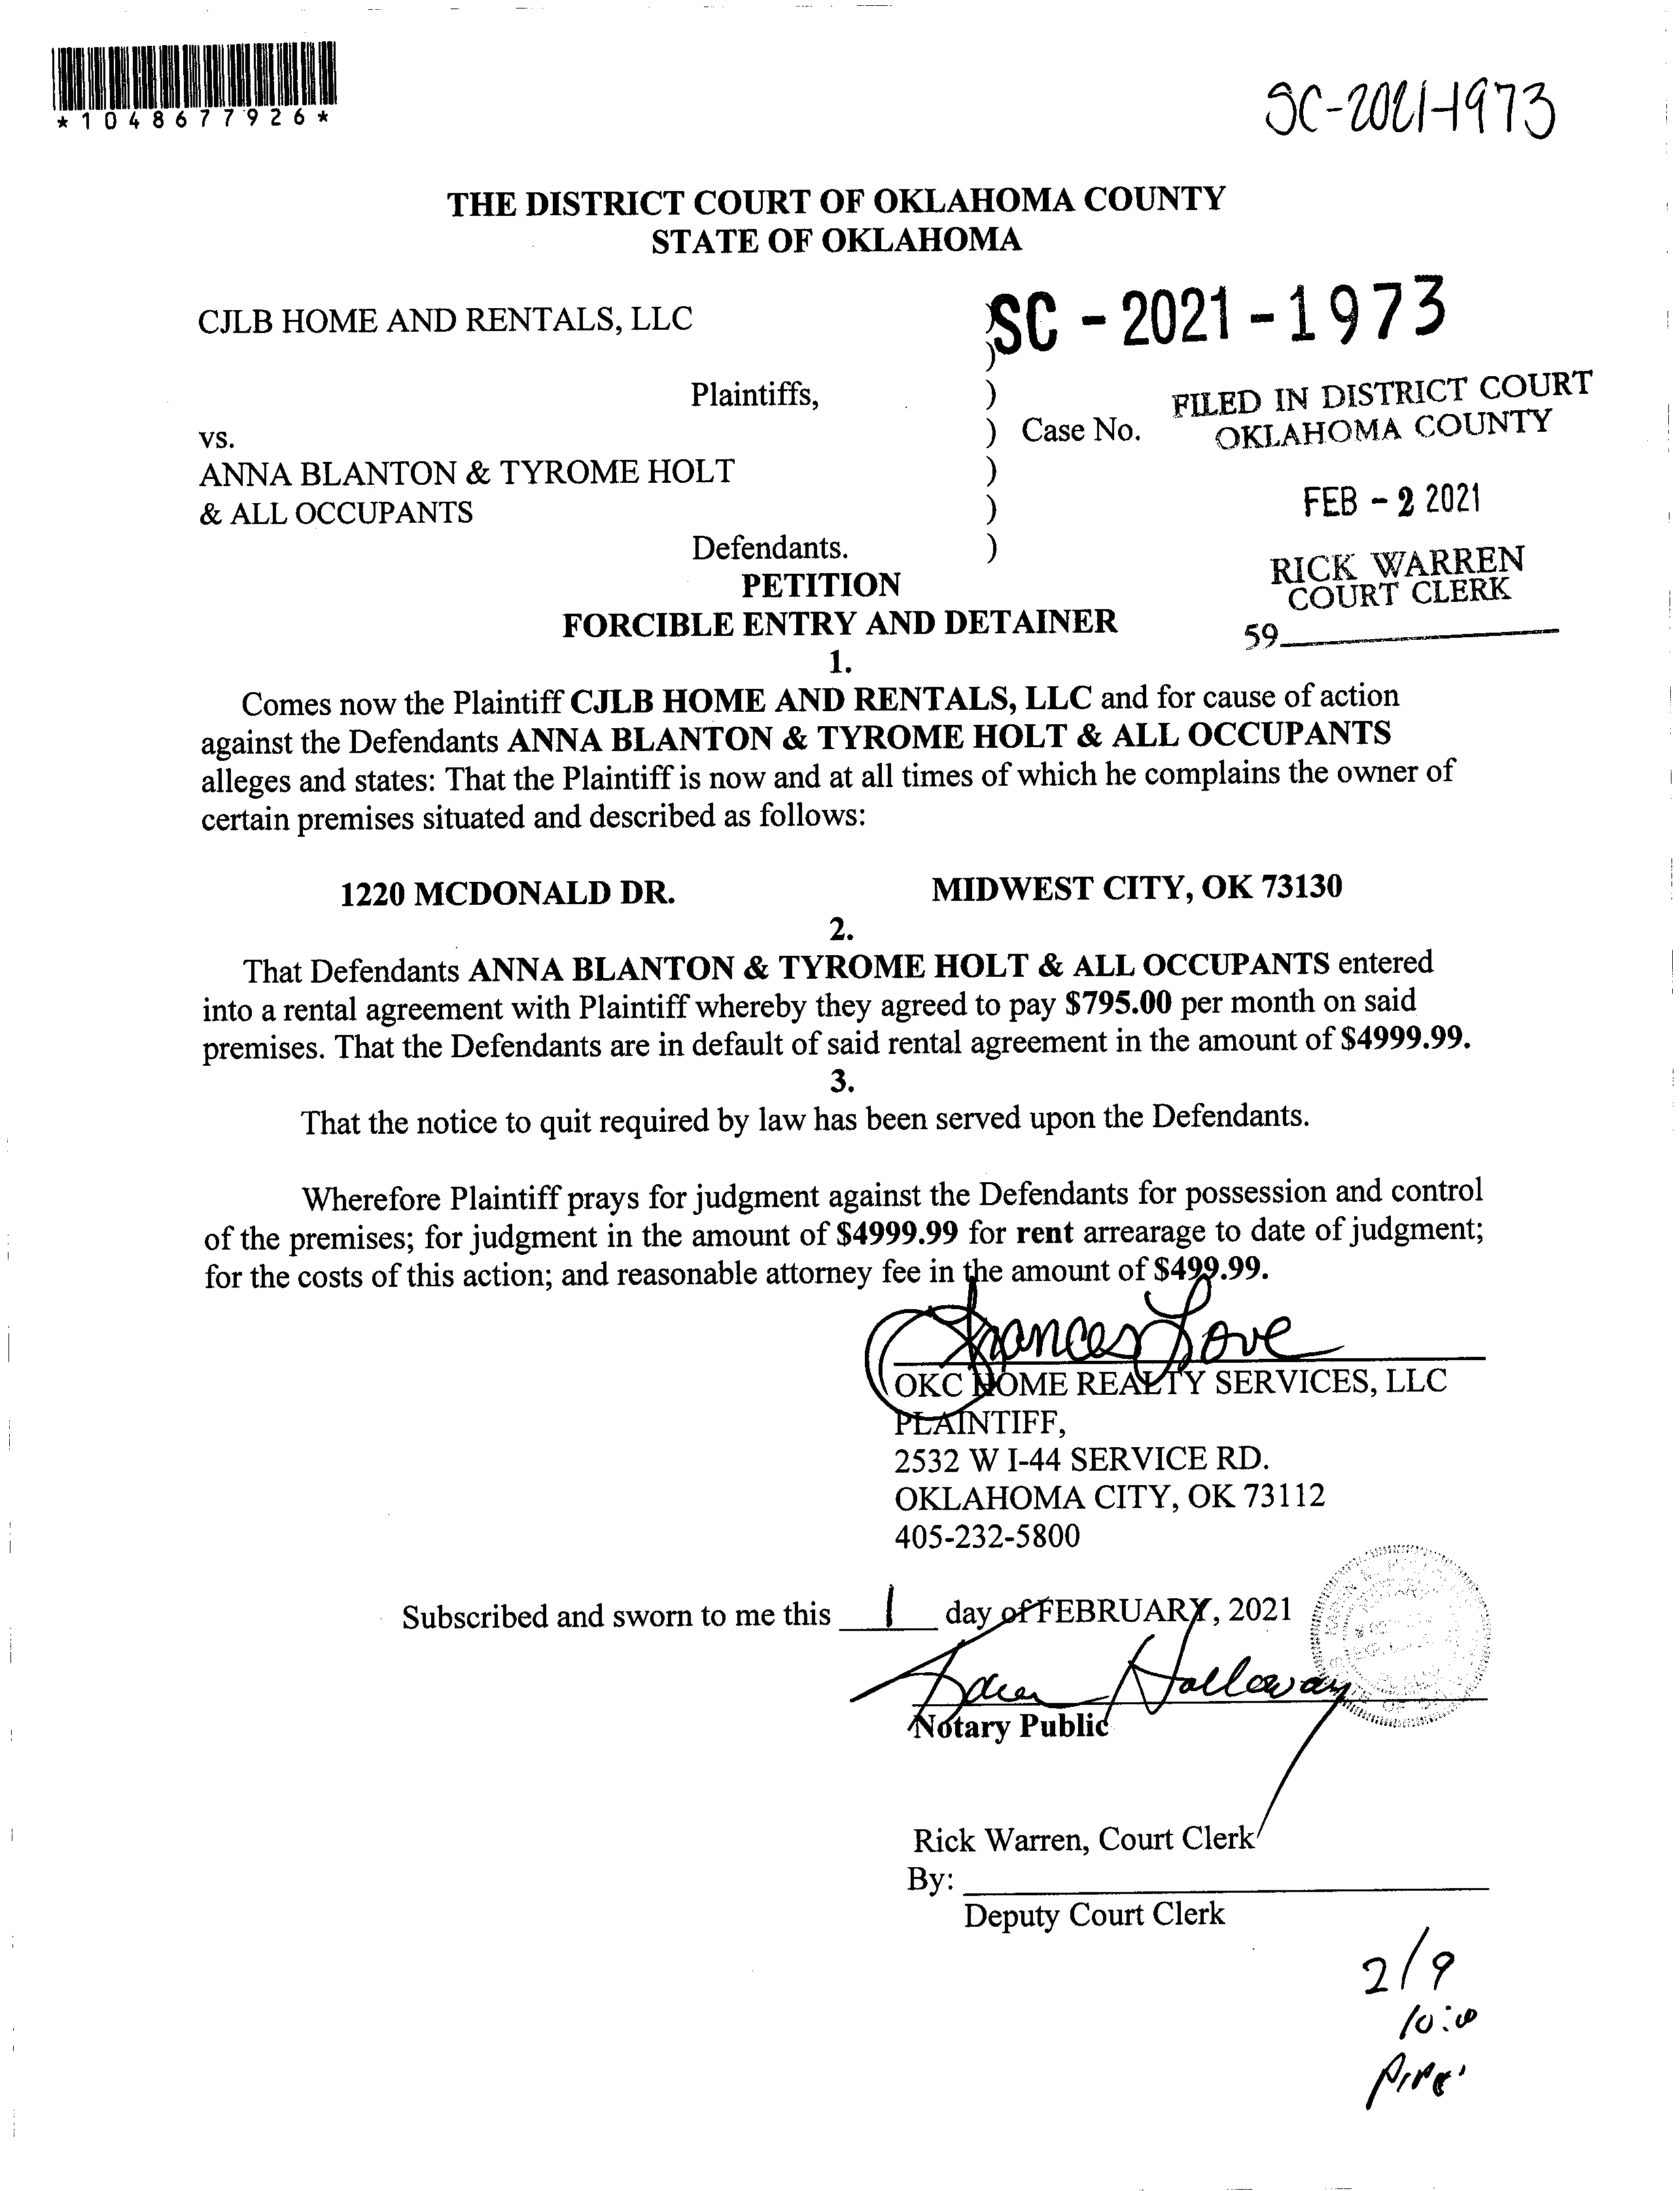 *1048677926*
SC-2021-1973
THE DISTRICT COURT OF OKLAHOMA COUNTY
STATE OF OKLAHOMA
CJLB HOME AND RENTALS, LLC
)
SC - 2021 - 1973
)
Plaintiffs,
)
FILED IN DISTRICT COURT
vs.
) Case No.
OKLAHOMA COUNTY
ANNA BLANTON & TYROME HOLT
)
& ALL OCCUPANTS
)
FEB - 2 2021
Defendants.
)
RICK WARREN
PETITION
COURT CLERK
FORCIBLE ENTRY AND DETAINER
59
1.
Comes now the Plaintiff CJLB HOME AND RENTALS, LLC and for cause of action
against the Defendants ANNA BLANTON & TYROME HOLT & ALL OCCUPANTS
alleges and states: That the Plaintiff is now and at all times of which he complains the owner of
certain premises situated and described as follows:
1220 MCDONALD DR. MIDWEST CITY, OK 73130
2.
That Defendants ANNA BLANTON & TYROME HOLT & ALL OCCUPANTS entered
into a rental agreement with Plaintiff whereby they agreed to pay $795.00 per month on said
premises. That the Defendants are in default of said rental agreement in the amount of $4999.99.
3.
That the notice to quit required by law has been served upon the Defendants.
Wherefore Plaintiff prays for judgment against the Defendants for possession and control
of the premises; for judgment in the amount of $4999.99 for rent arrearage to date of judgment;
for the costs of this action; and reasonable attorney fee in the amount of $499.99.
Frances Love
OKC HOME REALTY SERVICES, LLC
PLAINTIFF,
2532 W I-44 SERVICE RD.
OKLAHOMA CITY, OK 73112
405-232-5800
Subscribed and sworn to me this 1 day of FEBRUARY, 2021
Karen Holloway
Notary Public
Rick Warren, Court Clerk
By:
Deputy Court Clerk
2/9
10:00